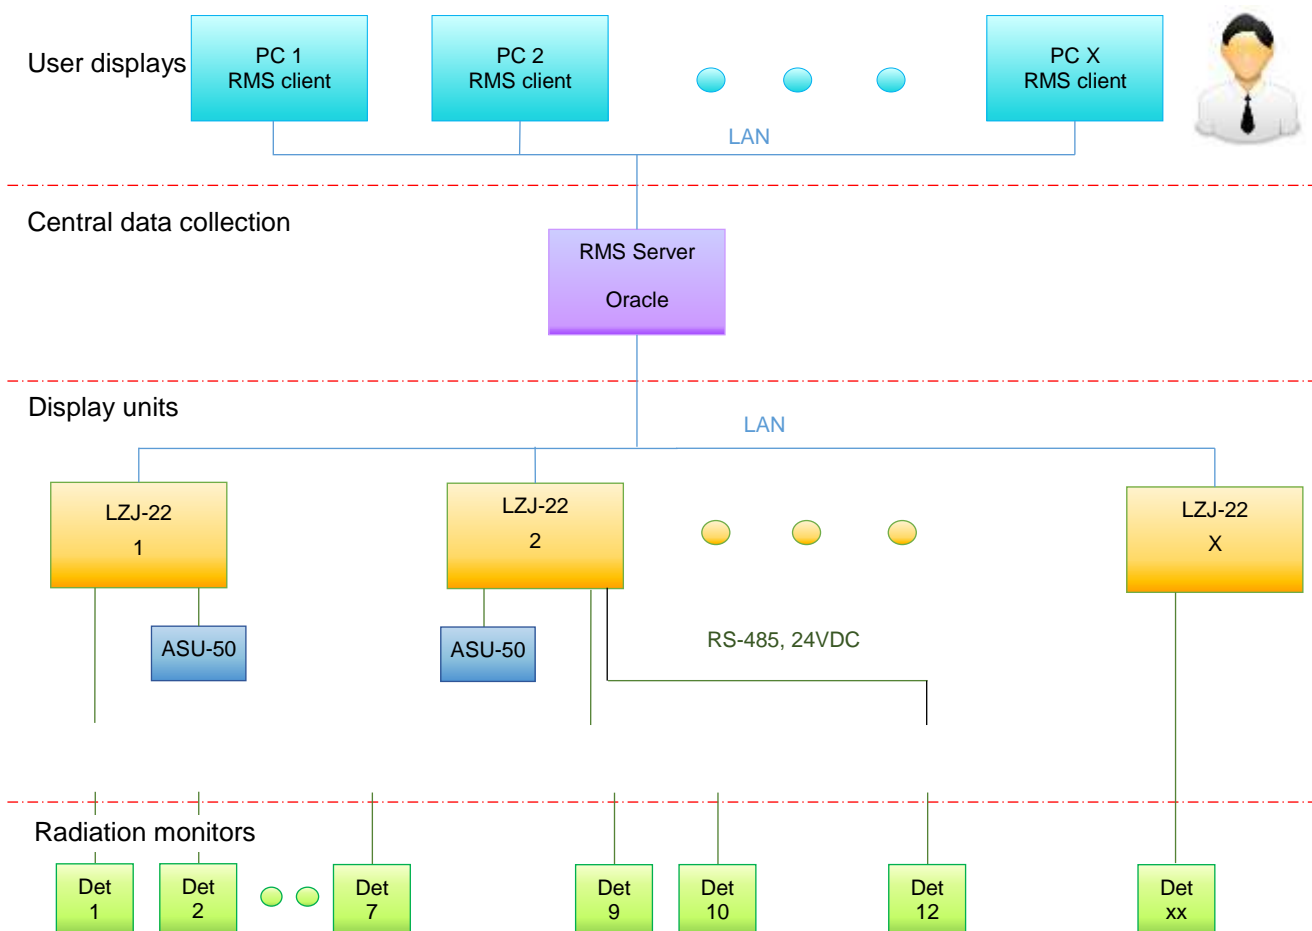 User displays
PC 1
RMS client
PC 2
RMS client
PC X
RMS client
LAN
Central data collection
RMS Server
Oracle
Display units
LAN
LZJ-22
1
LZJ-22
2
LZJ-22
X
ASU-50
ASU-50
RS-485, 24VDC
Radiation monitors
Det
1
Det
2
Det
7
Det
9
Det
10
Det
12
Det
xx